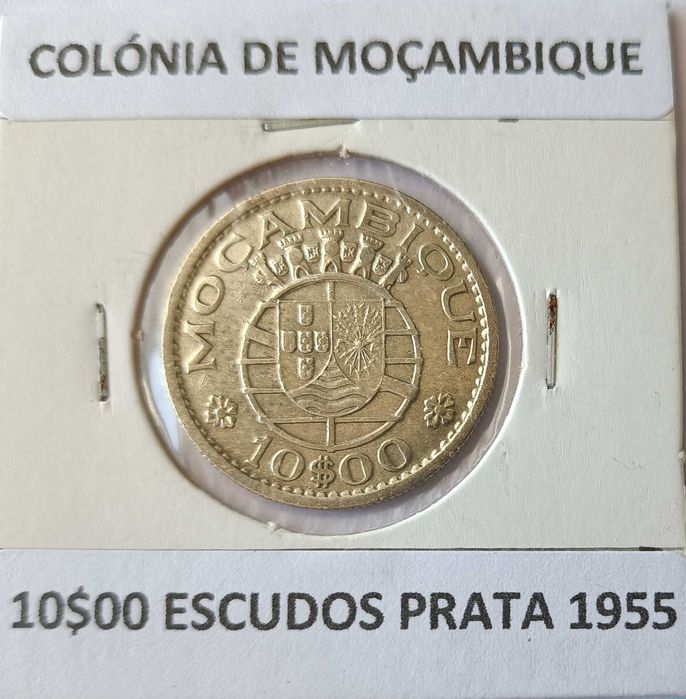 COLÓNIA DE MOÇAMBIQUE
MOÇAMBIQUE
10$00
10$00 ESCUDOS PRATA 1955